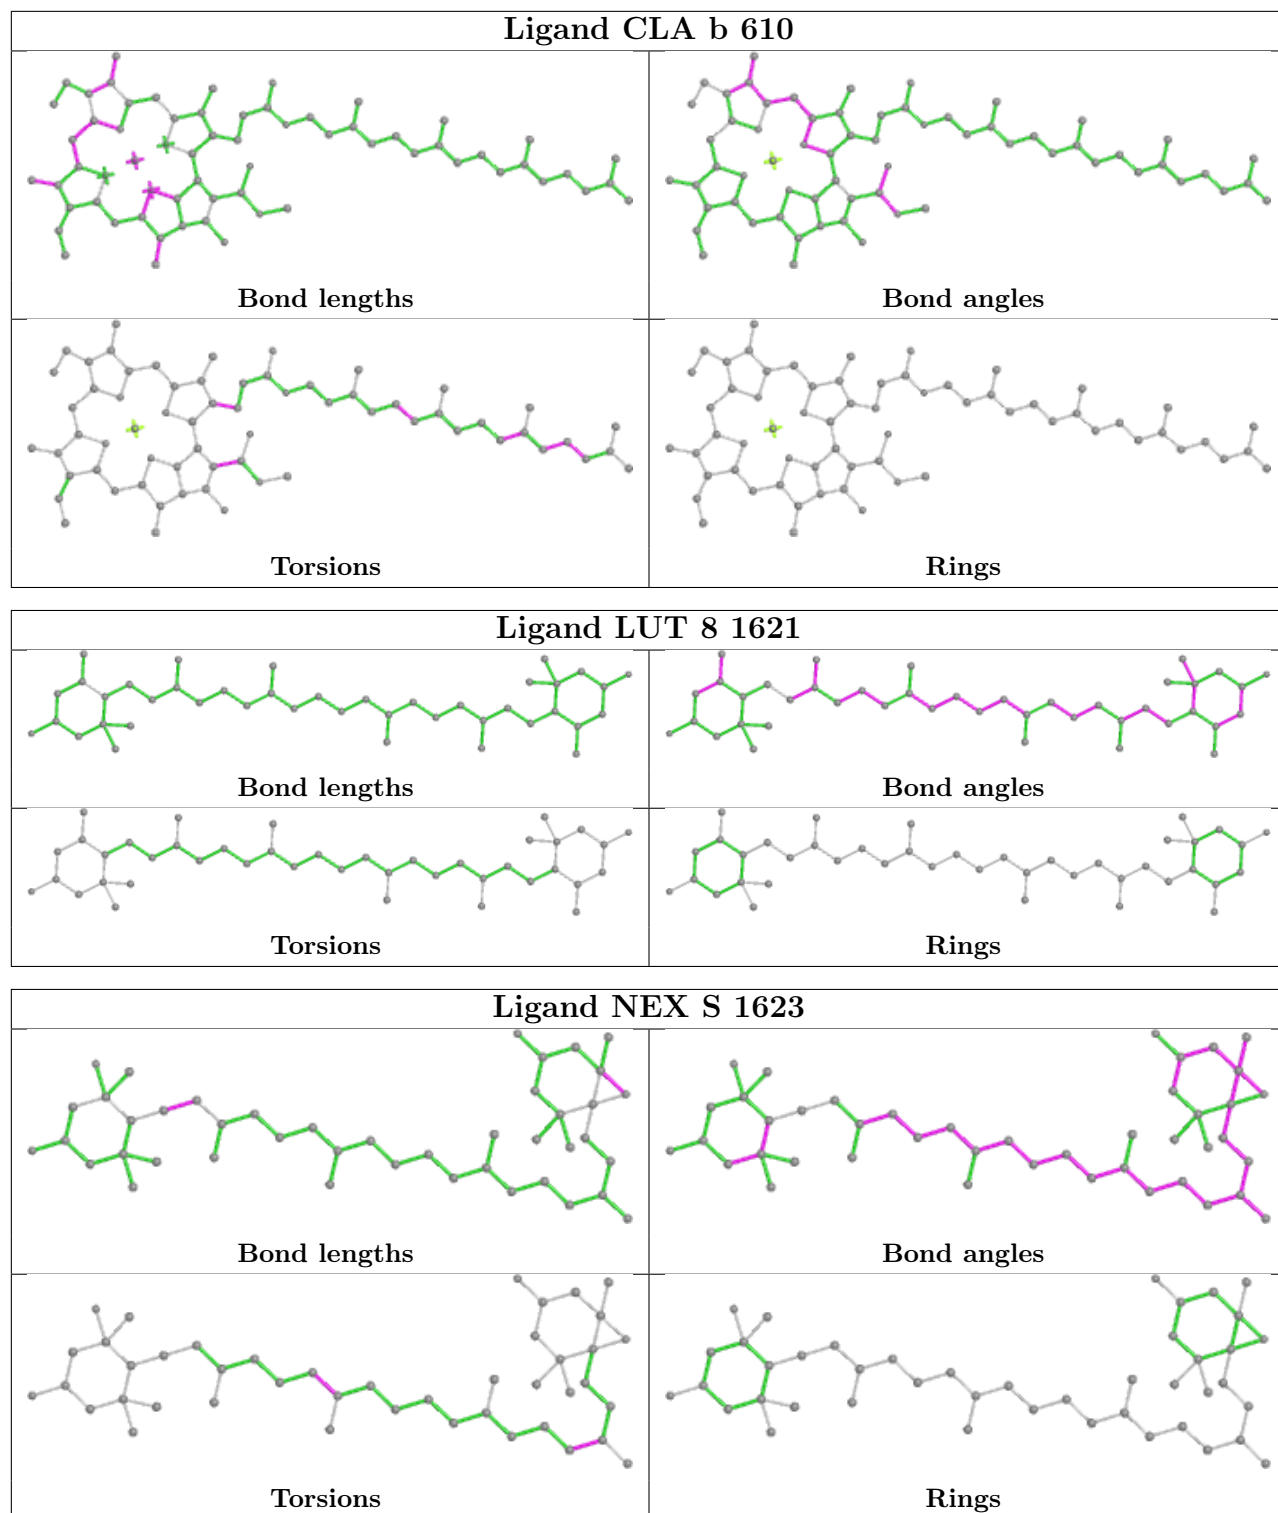 Ligand CLA b 610
Bond lengths
Bond angles
Torsions
Rings
Ligand LUT 8 1621
Bond lengths
Bond angles
Torsions
Rings
Ligand NEX S 1623
Bond lengths
Bond angles
Torsions
Rings